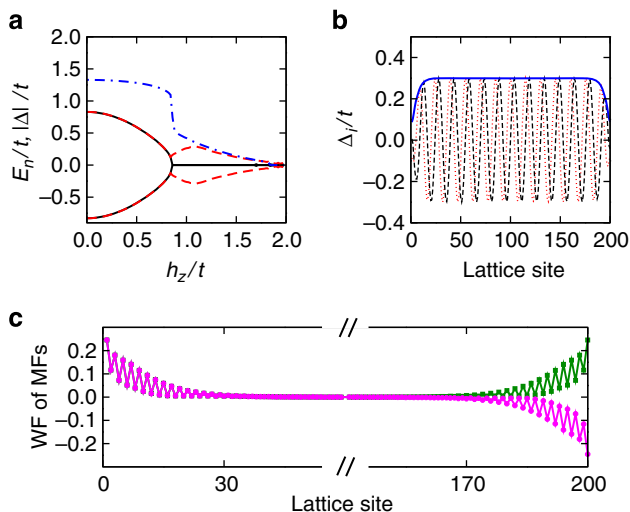 a
2.0
1.5
1.0
0.5
0.0
−0.5
E_n/t, |Δ|/t
0.0 0.5 1.0 1.5 2.0
h_z/t
b
0.4
0.2
0.0
−0.2
−0.4
Δ_i/t
0 50 100 150 200
Lattice site
c
0.2
0.1
0.0
−0.1
−0.2
WF of MFs
//
//
0 30 170 200
Lattice site